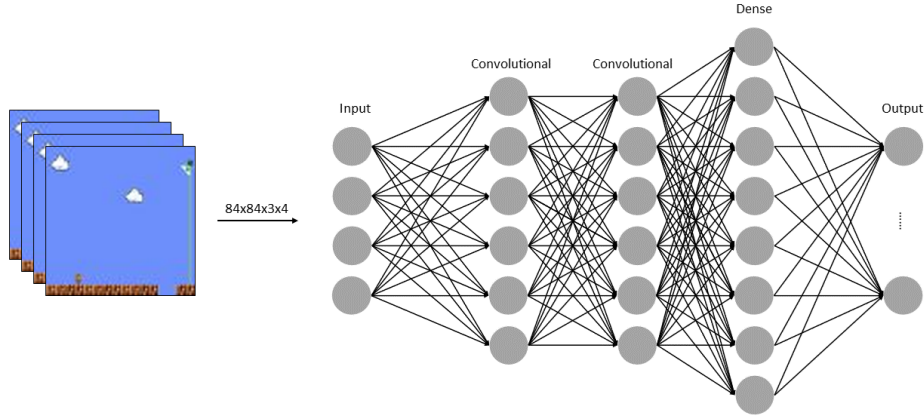 Dense
Convolutional
Convolutional
Input
Output
84x84x3x4